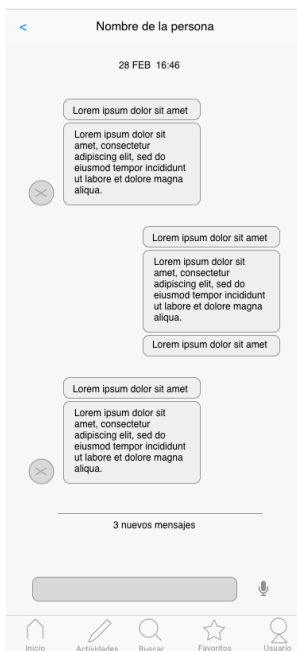 <
Nombre de la persona
28 FEB 16:46
Lorem ipsum dolor sit amet
Lorem ipsum dolor sit
amet, consectetur
adipiscing elit, sed do
eiusmod tempor incididunt
ut labore et dolore magna
aliqua.
Lorem ipsum dolor sit amet
Lorem ipsum dolor sit
amet, consectetur
adipiscing elit, sed do
eiusmod tempor incididunt
ut labore et dolore magna
aliqua.
Lorem ipsum dolor sit amet
Lorem ipsum dolor sit amet
Lorem ipsum dolor sit
amet, consectetur
adipiscing elit, sed do
eiusmod tempor incididunt
ut labore et dolore magna
aliqua.
3 nuevos mensajes
Inicio
Actividades
Buscar
Favoritos
Usuario